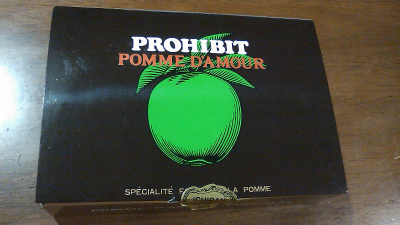 PROHIBIT
POMME D'AMOUR
SPÉCIALITÉ LA POMME